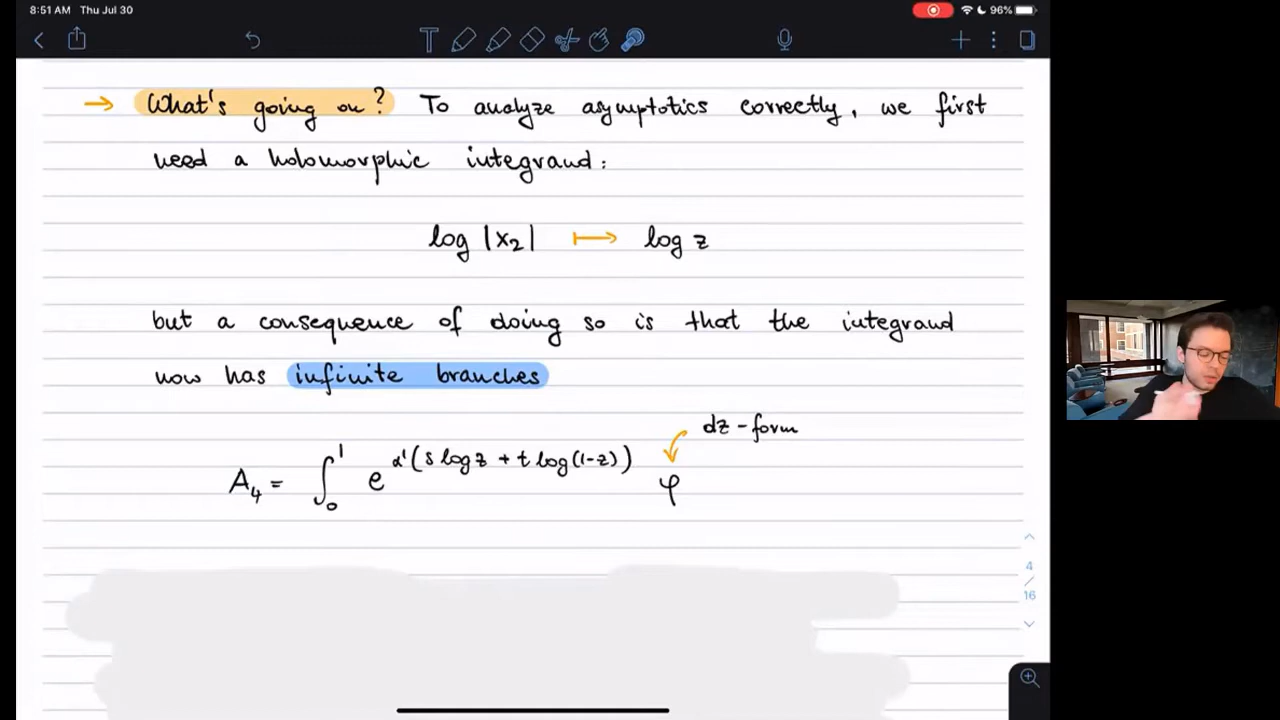 8:51 AM Thu Jul 30
96%
→ What's going on? To analyze asymptotics correctly, we first
need a holomorphic integrand:
log |x₂| ↦ log z
but a consequence of doing so is that the integrand
now has infinite branches
dz-form
A₄ = ∫₀¹ e^{α'(s log z + t log(1-z))} φ
4
/
16